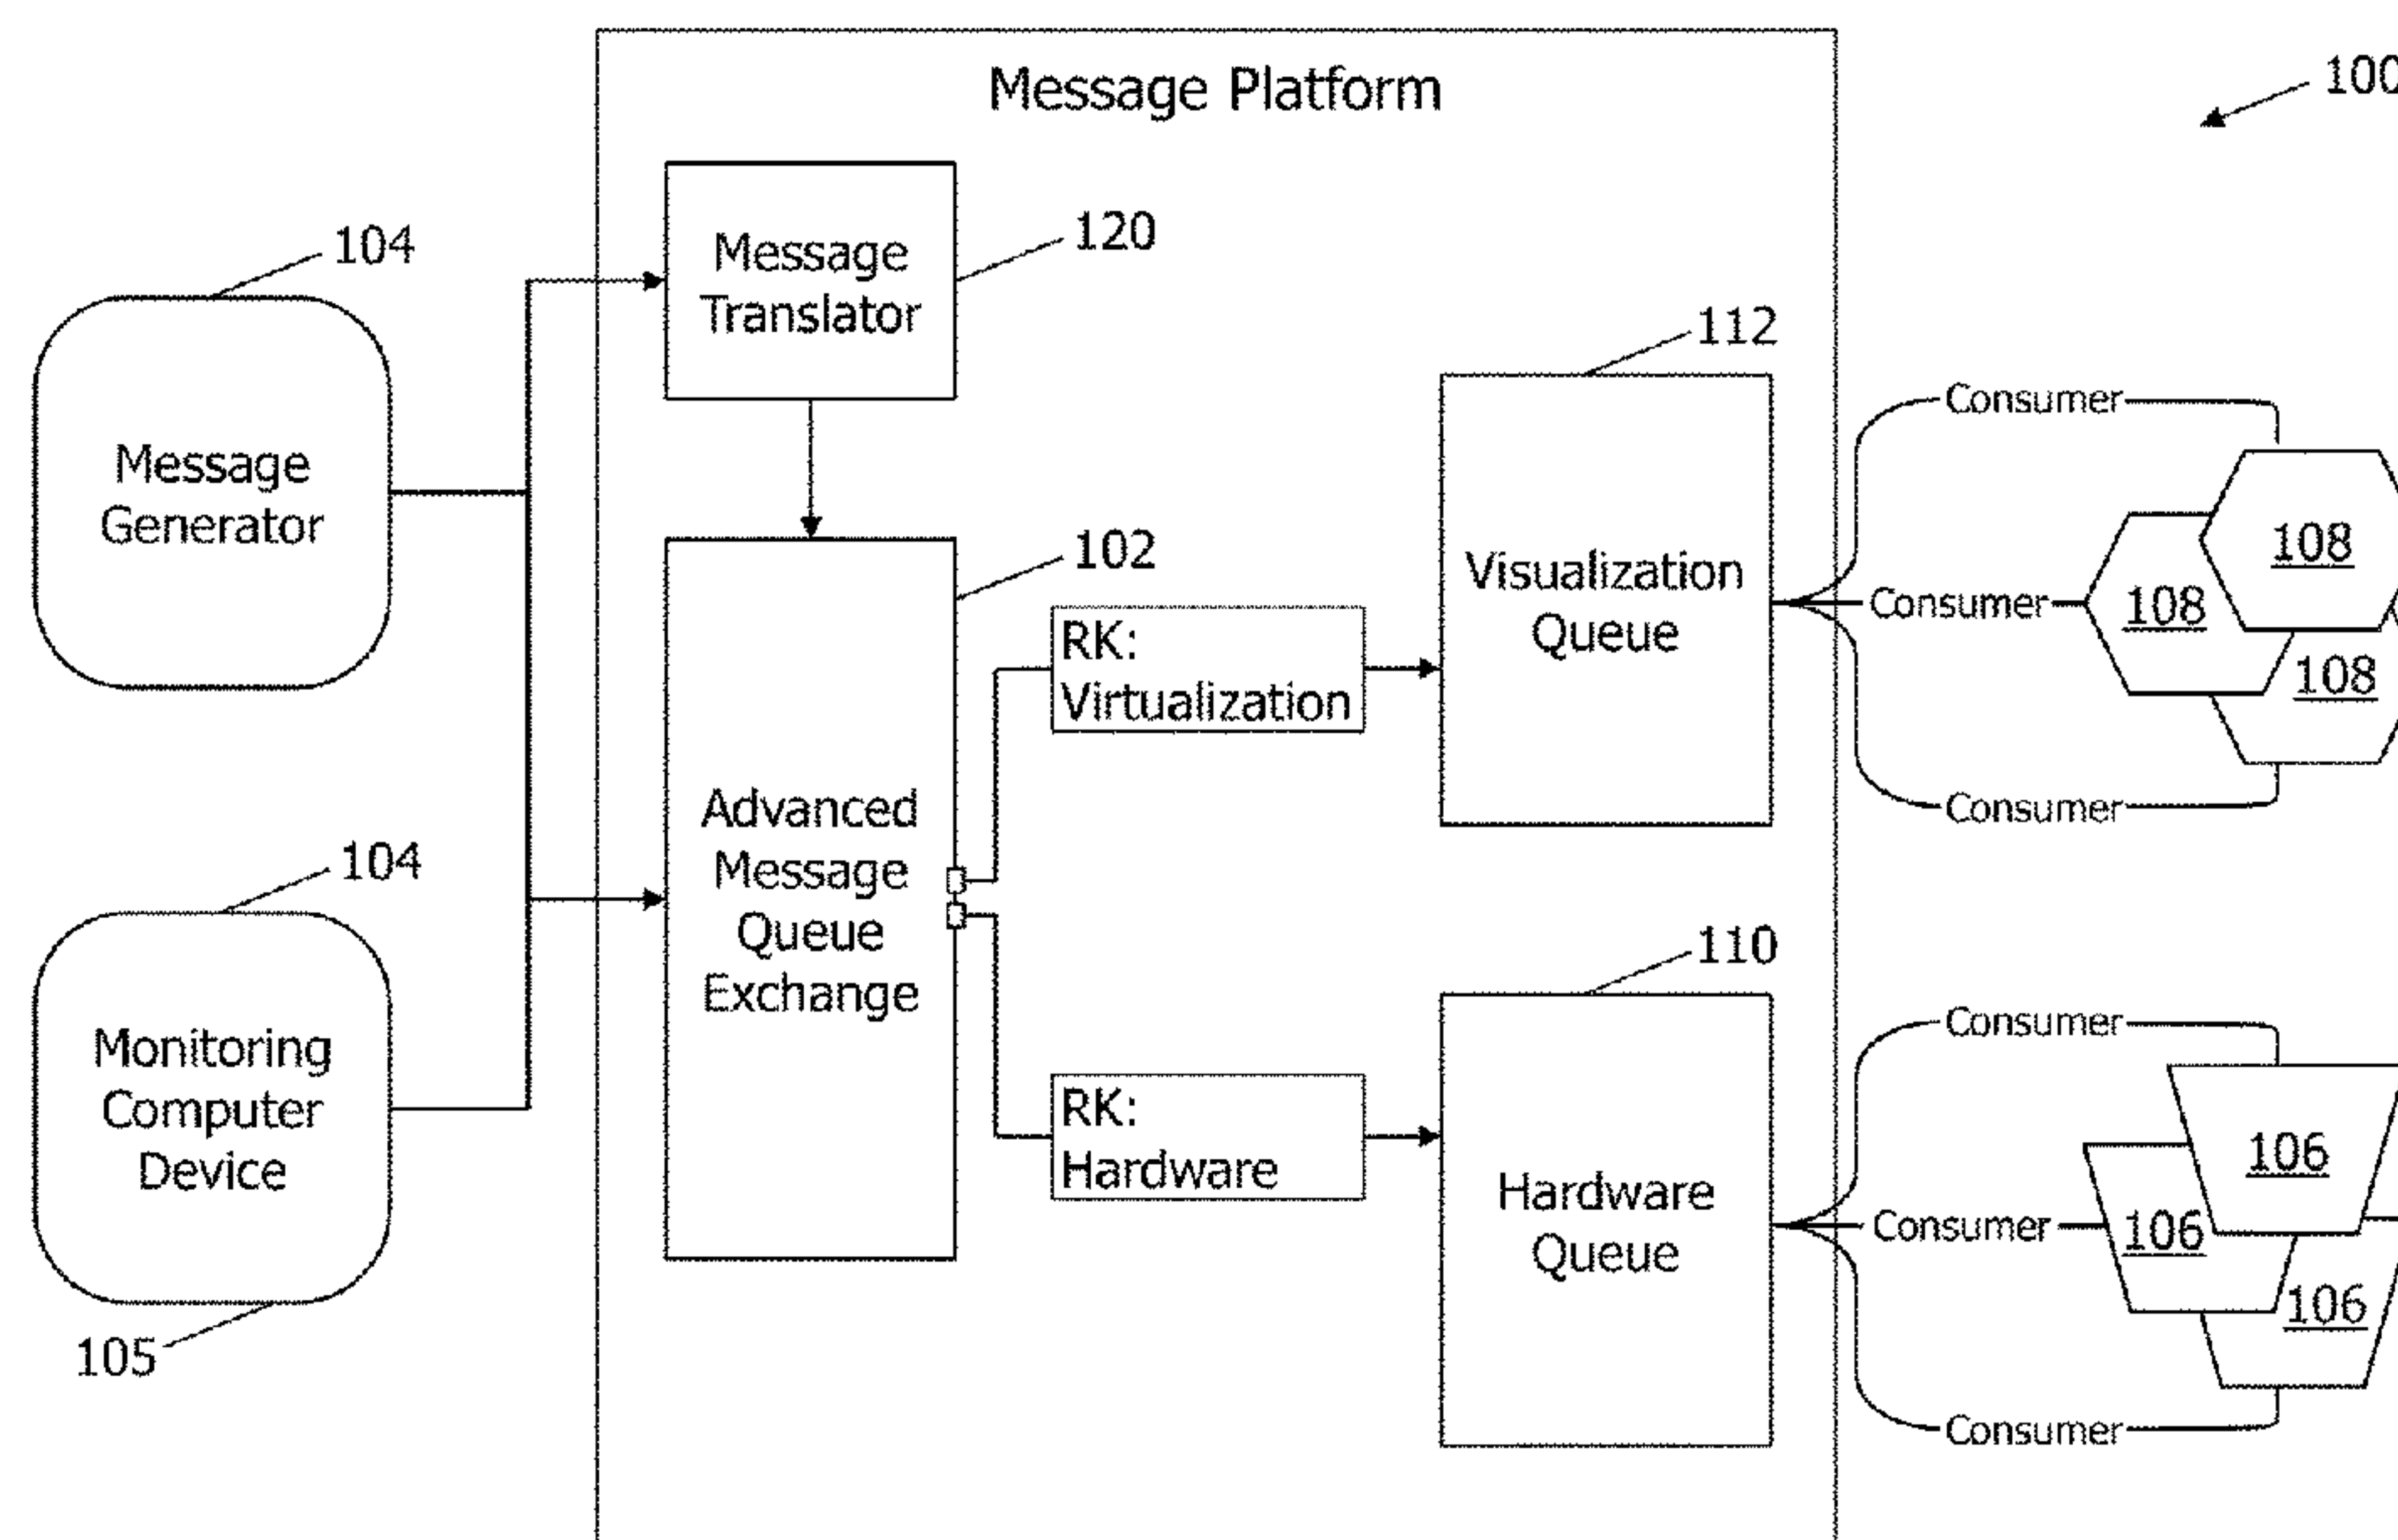 Message Platform
100
104
Message
Generator
Message
Translator
120
112
Visualization
Queue
Consumer
Consumer
Consumer
108
108
108
102
Advanced
Message
Queue
Exchange
RK:
Virtualization
104
Monitoring
Computer
Device
105
RK:
Hardware
110
Hardware
Queue
Consumer
Consumer
Consumer
106
106
106